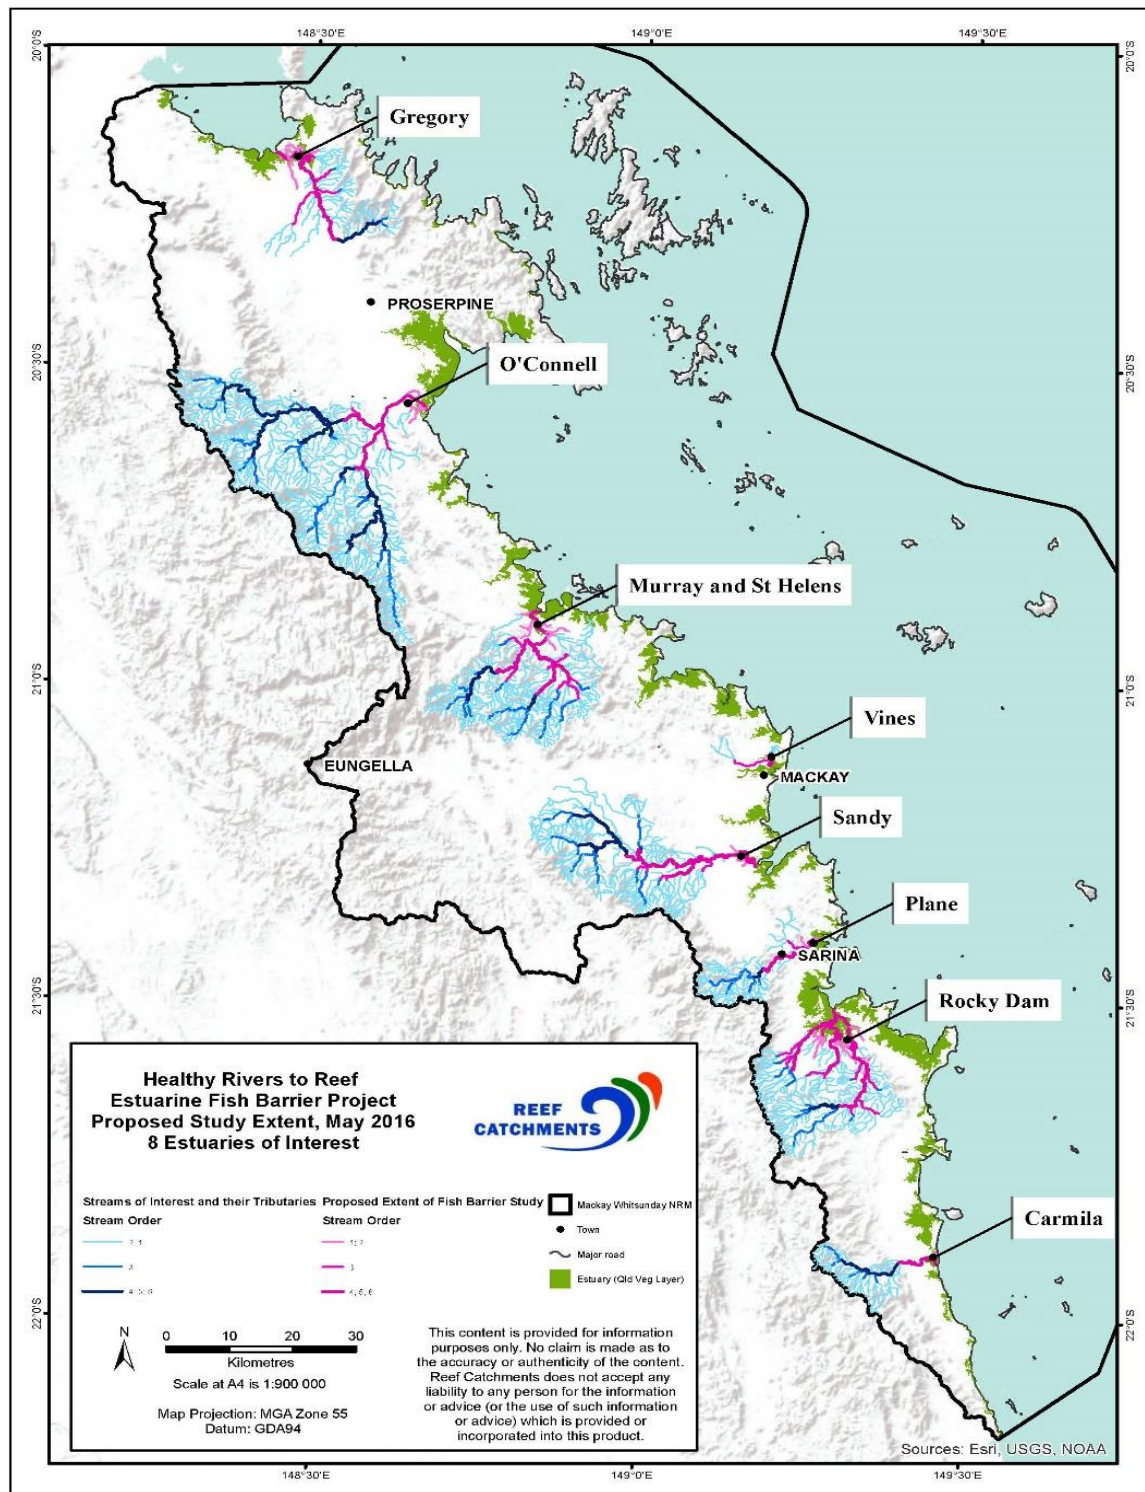 148°30'E
149°0'E
149°30'E
20°0'S
20°0'S
Gregory
PROSERPINE
O'Connell
20°30'S
20°30'S
Murray and St Helens
21°0'S
21°0'S
Vines
EUNGELLA
MACKAY
Sandy
Plane
SARINA
21°30'S
21°30'S
Rocky Dam
Healthy Rivers to Reef
Estuarine Fish Barrier Project
Proposed Study Extent, May 2016
8 Estuaries of Interest
REEF
CATCHMENTS
Streams of Interest and their Tributaries
Stream Order
3
Proposed Extent of Fish Barrier Study
Stream Order
1; 2
3
4; 5; 6
Mackay Whitsunday NRM
Town
Major road
Estuary (Qld Veg Layer)
Carmila
22°0'S
22°0'S
N
0 10 20 30
Kilometres
Scale at A4 is 1:900 000
Map Projection: MGA Zone 55
Datum: GDA94
This content is provided for information
purposes only. No claim is made as to
the accuracy or authenticity of the content.
Reef Catchments does not accept any
liability to any person for the information
or advice (or the use of such information
or advice) which is provided or
incorporated into this product.
Sources: Esri, USGS, NOAA
148°30'E
149°0'E
149°30'E